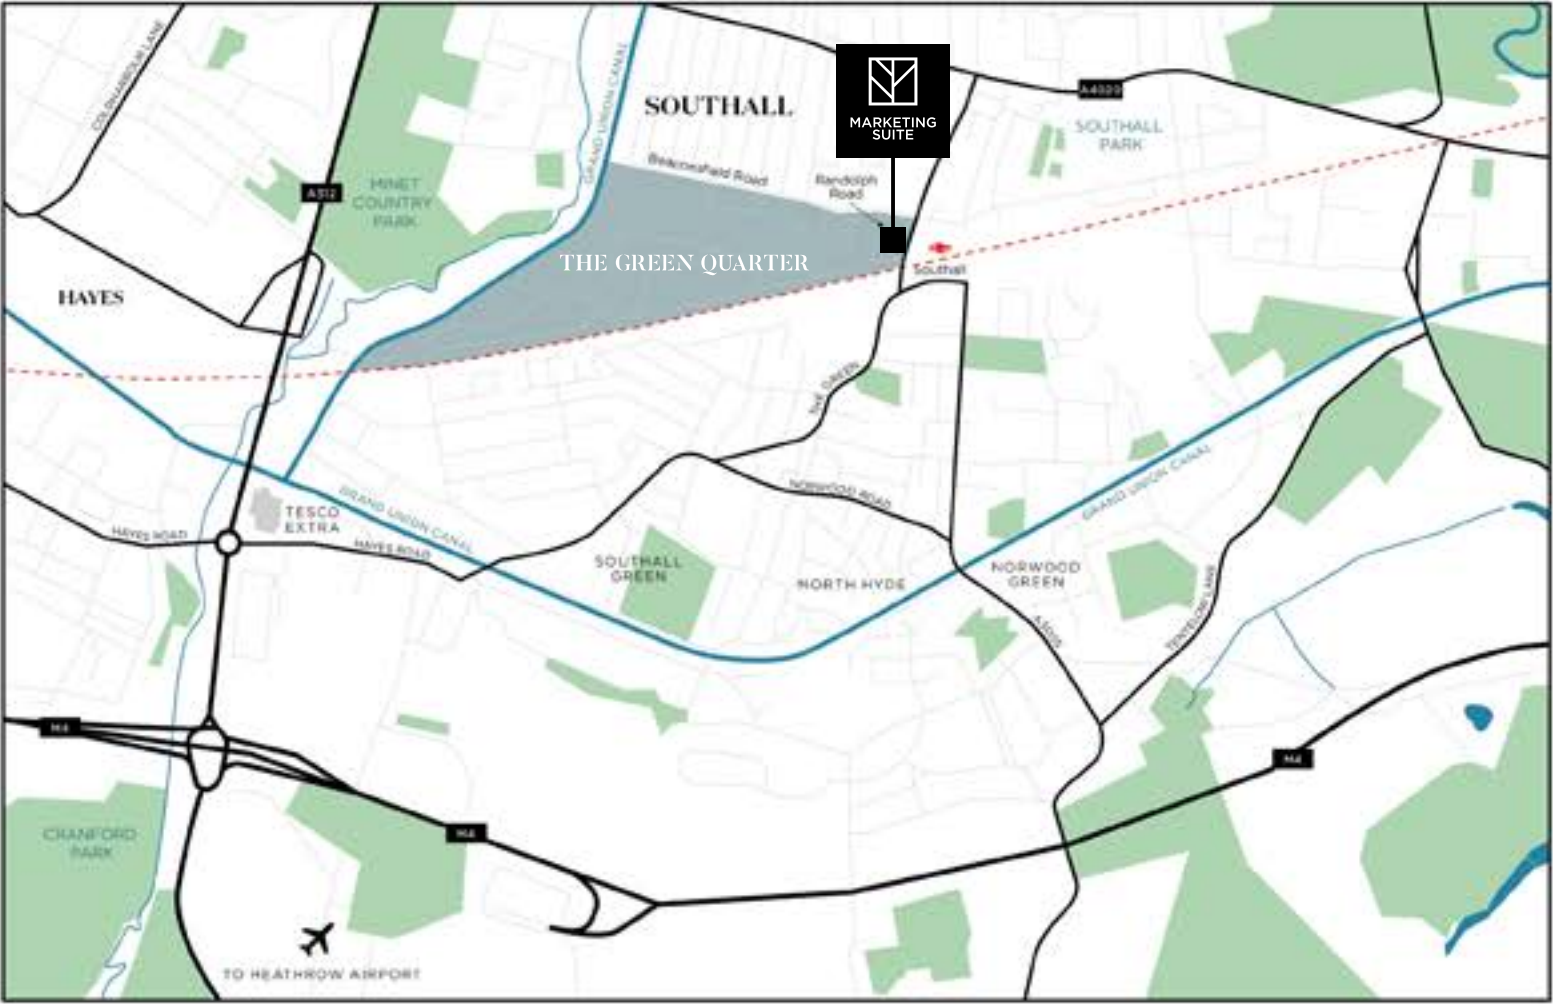 COLDHARBOUR LANE
GRAND UNION CANAL
SOUTHALL
MARKETING
SUITE
A4020
SOUTHALL
PARK
Beaconsfield Road
Randolph
Road
A312
MINET
COUNTRY
PARK
THE GREEN QUARTER
Southall
HAYES
THE GREEN
NORWOOD ROAD
GRAND UNION CANAL
TESCO
EXTRA
GRAND UNION CANAL
HAYES ROAD
HAYES ROAD
SOUTHALL
GREEN
NORTH HYDE
NORWOOD
GREEN
A3005
TENTELOW LANE
M4
M4
M4
CRANFORD
PARK
TO HEATHROW AIRPORT